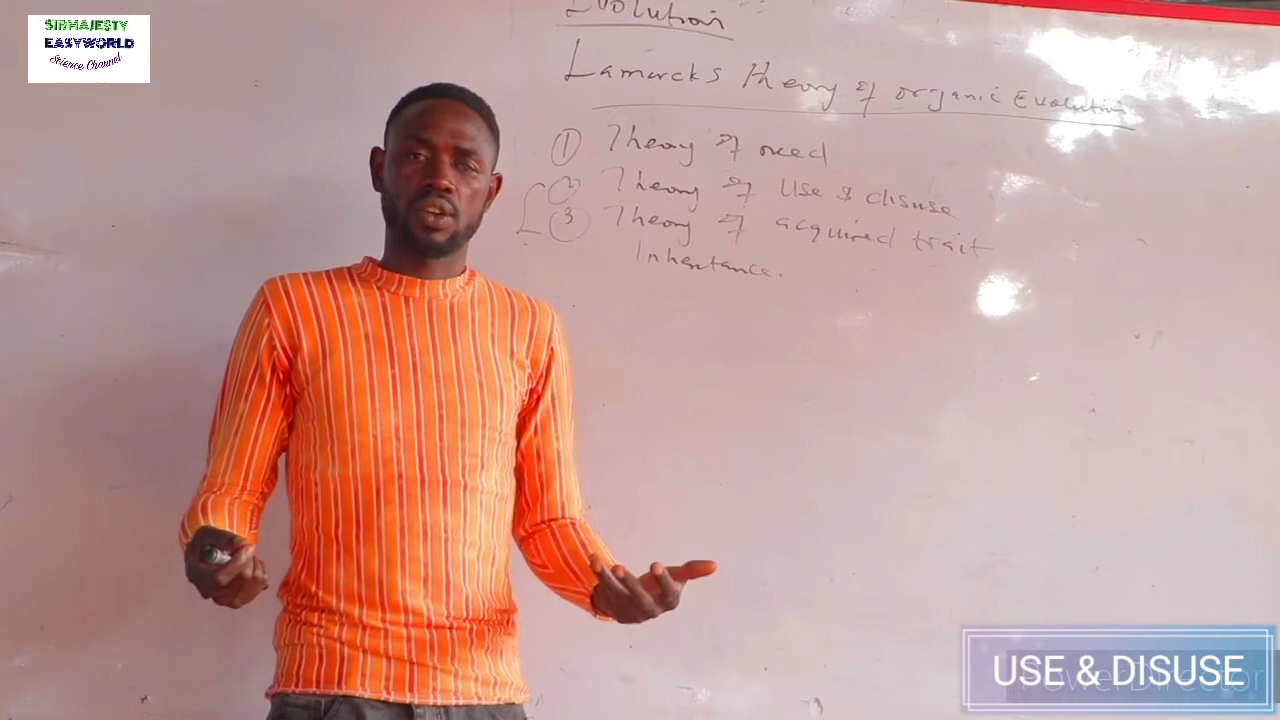 SIRMAJESTY
EASYWORLD
Science Channel
Evolution
Lamarcks Theory of organic Evolution
① Theory of need
② Theory of Use & disuse
③ Theory of acquired trait
Inheritance.
USE & DISUSE
PowerDirector